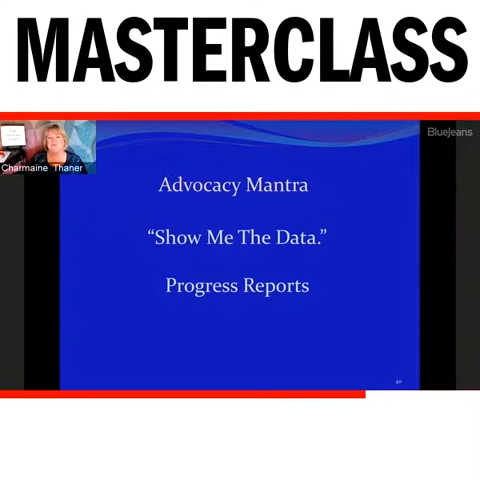 MASTERCLASS
BlueJeans
Charmaine Thaner
Advocacy Mantra
“Show Me The Data.”
Progress Reports